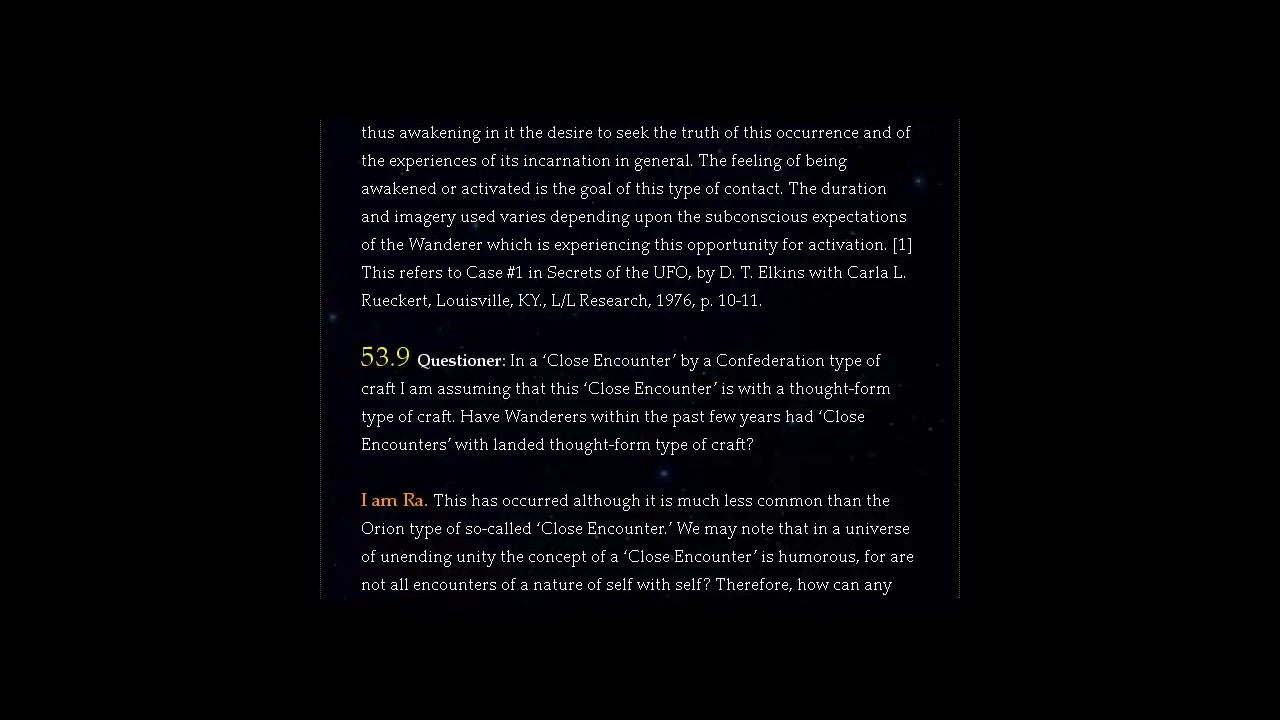 thus awakening in it the desire to seek the truth of this occurrence and of
the experiences of its incarnation in general. The feeling of being
awakened or activated is the goal of this type of contact. The duration
and imagery used varies depending upon the subconscious expectations
of the Wanderer which is experiencing this opportunity for activation. [1]
This refers to Case #1 in Secrets of the UFO, by D. T. Elkins with Carla L.
Rueckert, Louisville, KY., L/L Research, 1976, p. 10-11.
53.9 Questioner: In a ‘Close Encounter’ by a Confederation type of
craft I am assuming that this ‘Close Encounter’ is with a thought-form
type of craft. Have Wanderers within the past few years had ‘Close
Encounters’ with landed thought-form type of craft?
I am Ra. This has occurred although it is much less common than the
Orion type of so-called ‘Close Encounter.’ We may note that in a universe
of unending unity the concept of a ‘Close Encounter’ is humorous, for are
not all encounters of a nature of self with self? Therefore, how can any